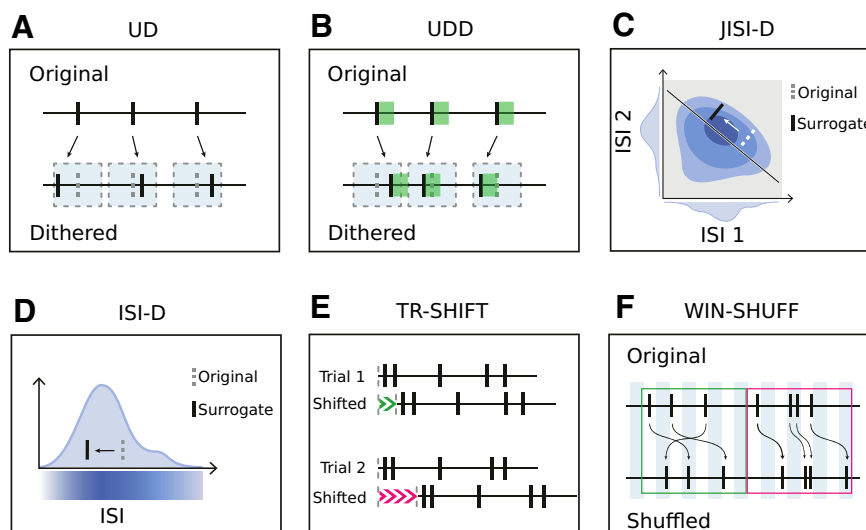 A
UD
Original
Dithered
B
UDD
Original
Dithered
C
JISI-D
ISI 2
ISI 1
Original
Surrogate
D
ISI-D
Original
Surrogate
ISI
E
TR-SHIFT
Trial 1
Shifted
Trial 2
Shifted
F
WIN-SHUFF
Original
Shuffled